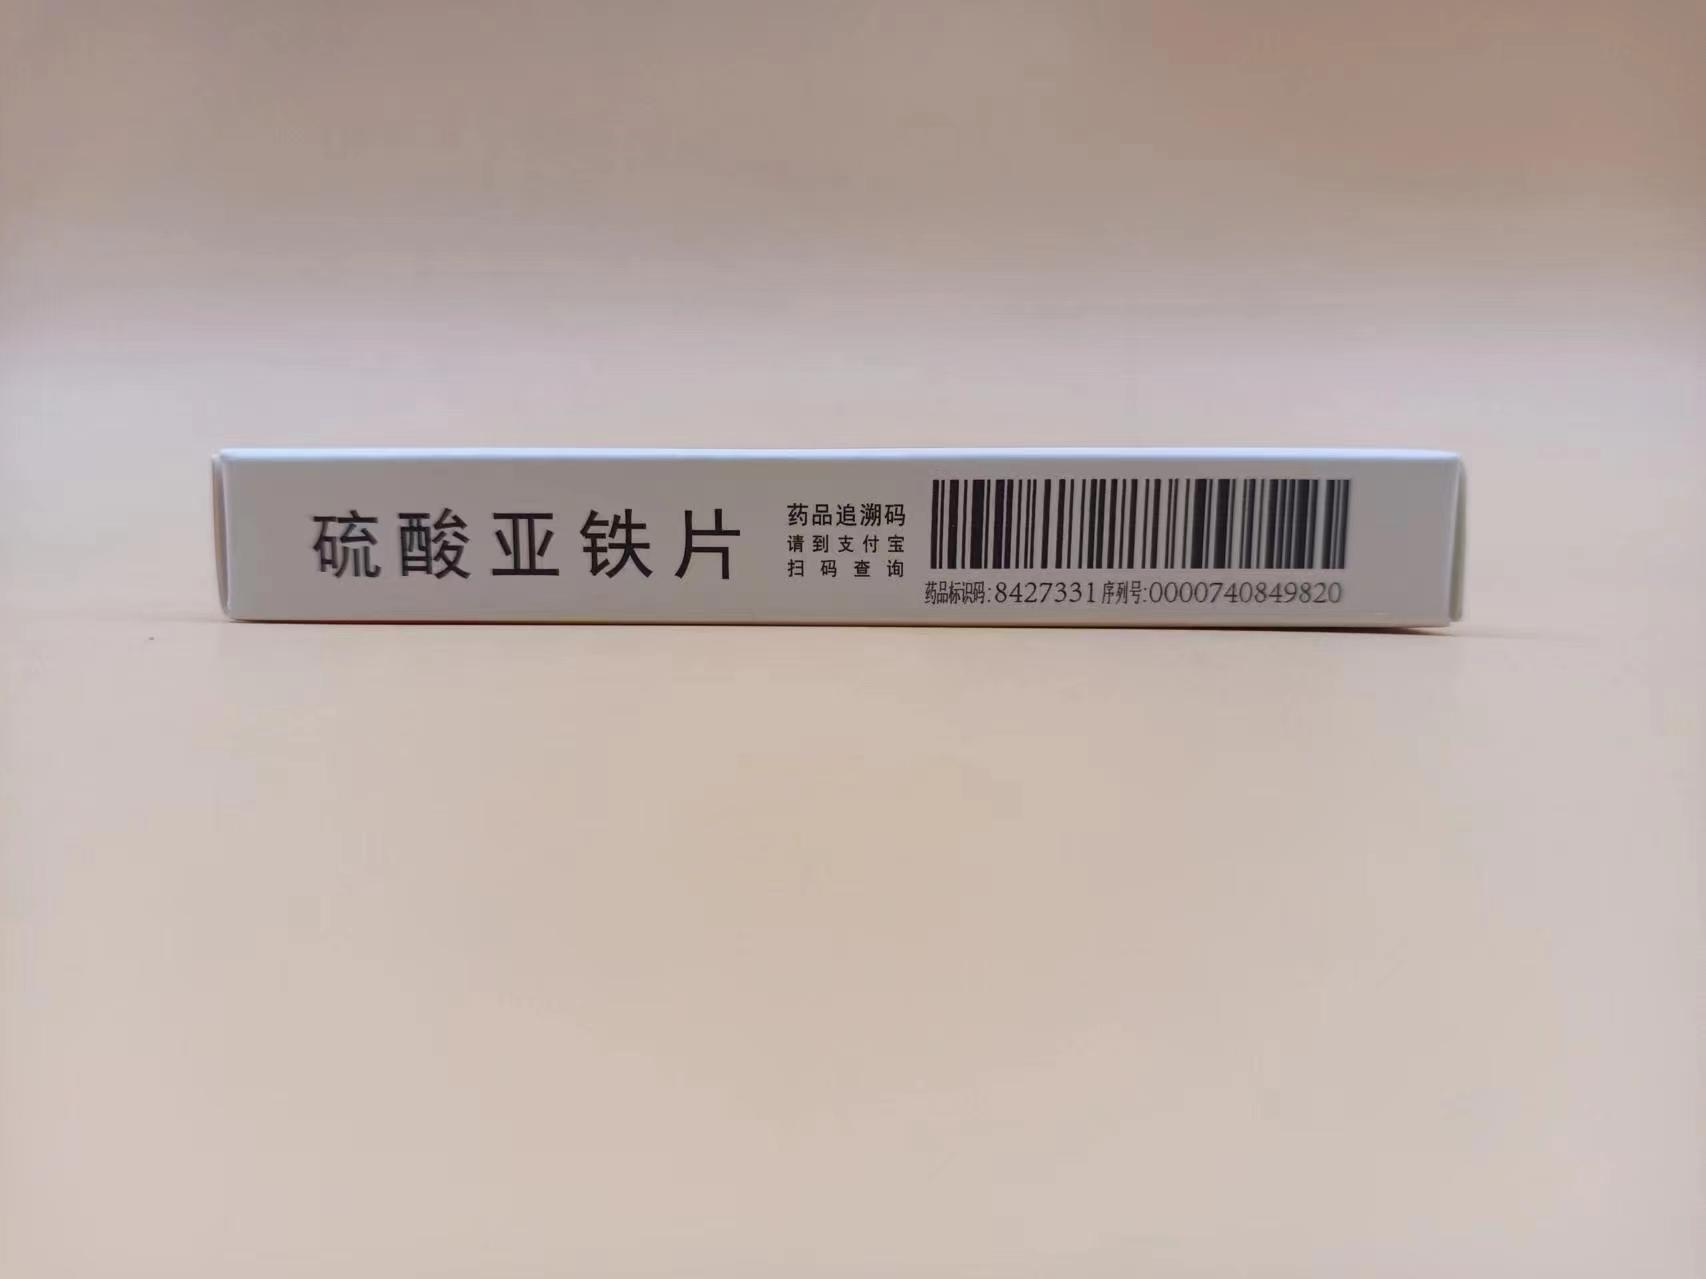 硫酸亚铁片
药品追溯码
请到支付宝
扫码查询
药品标识码:8427331 序列号:0000740849820